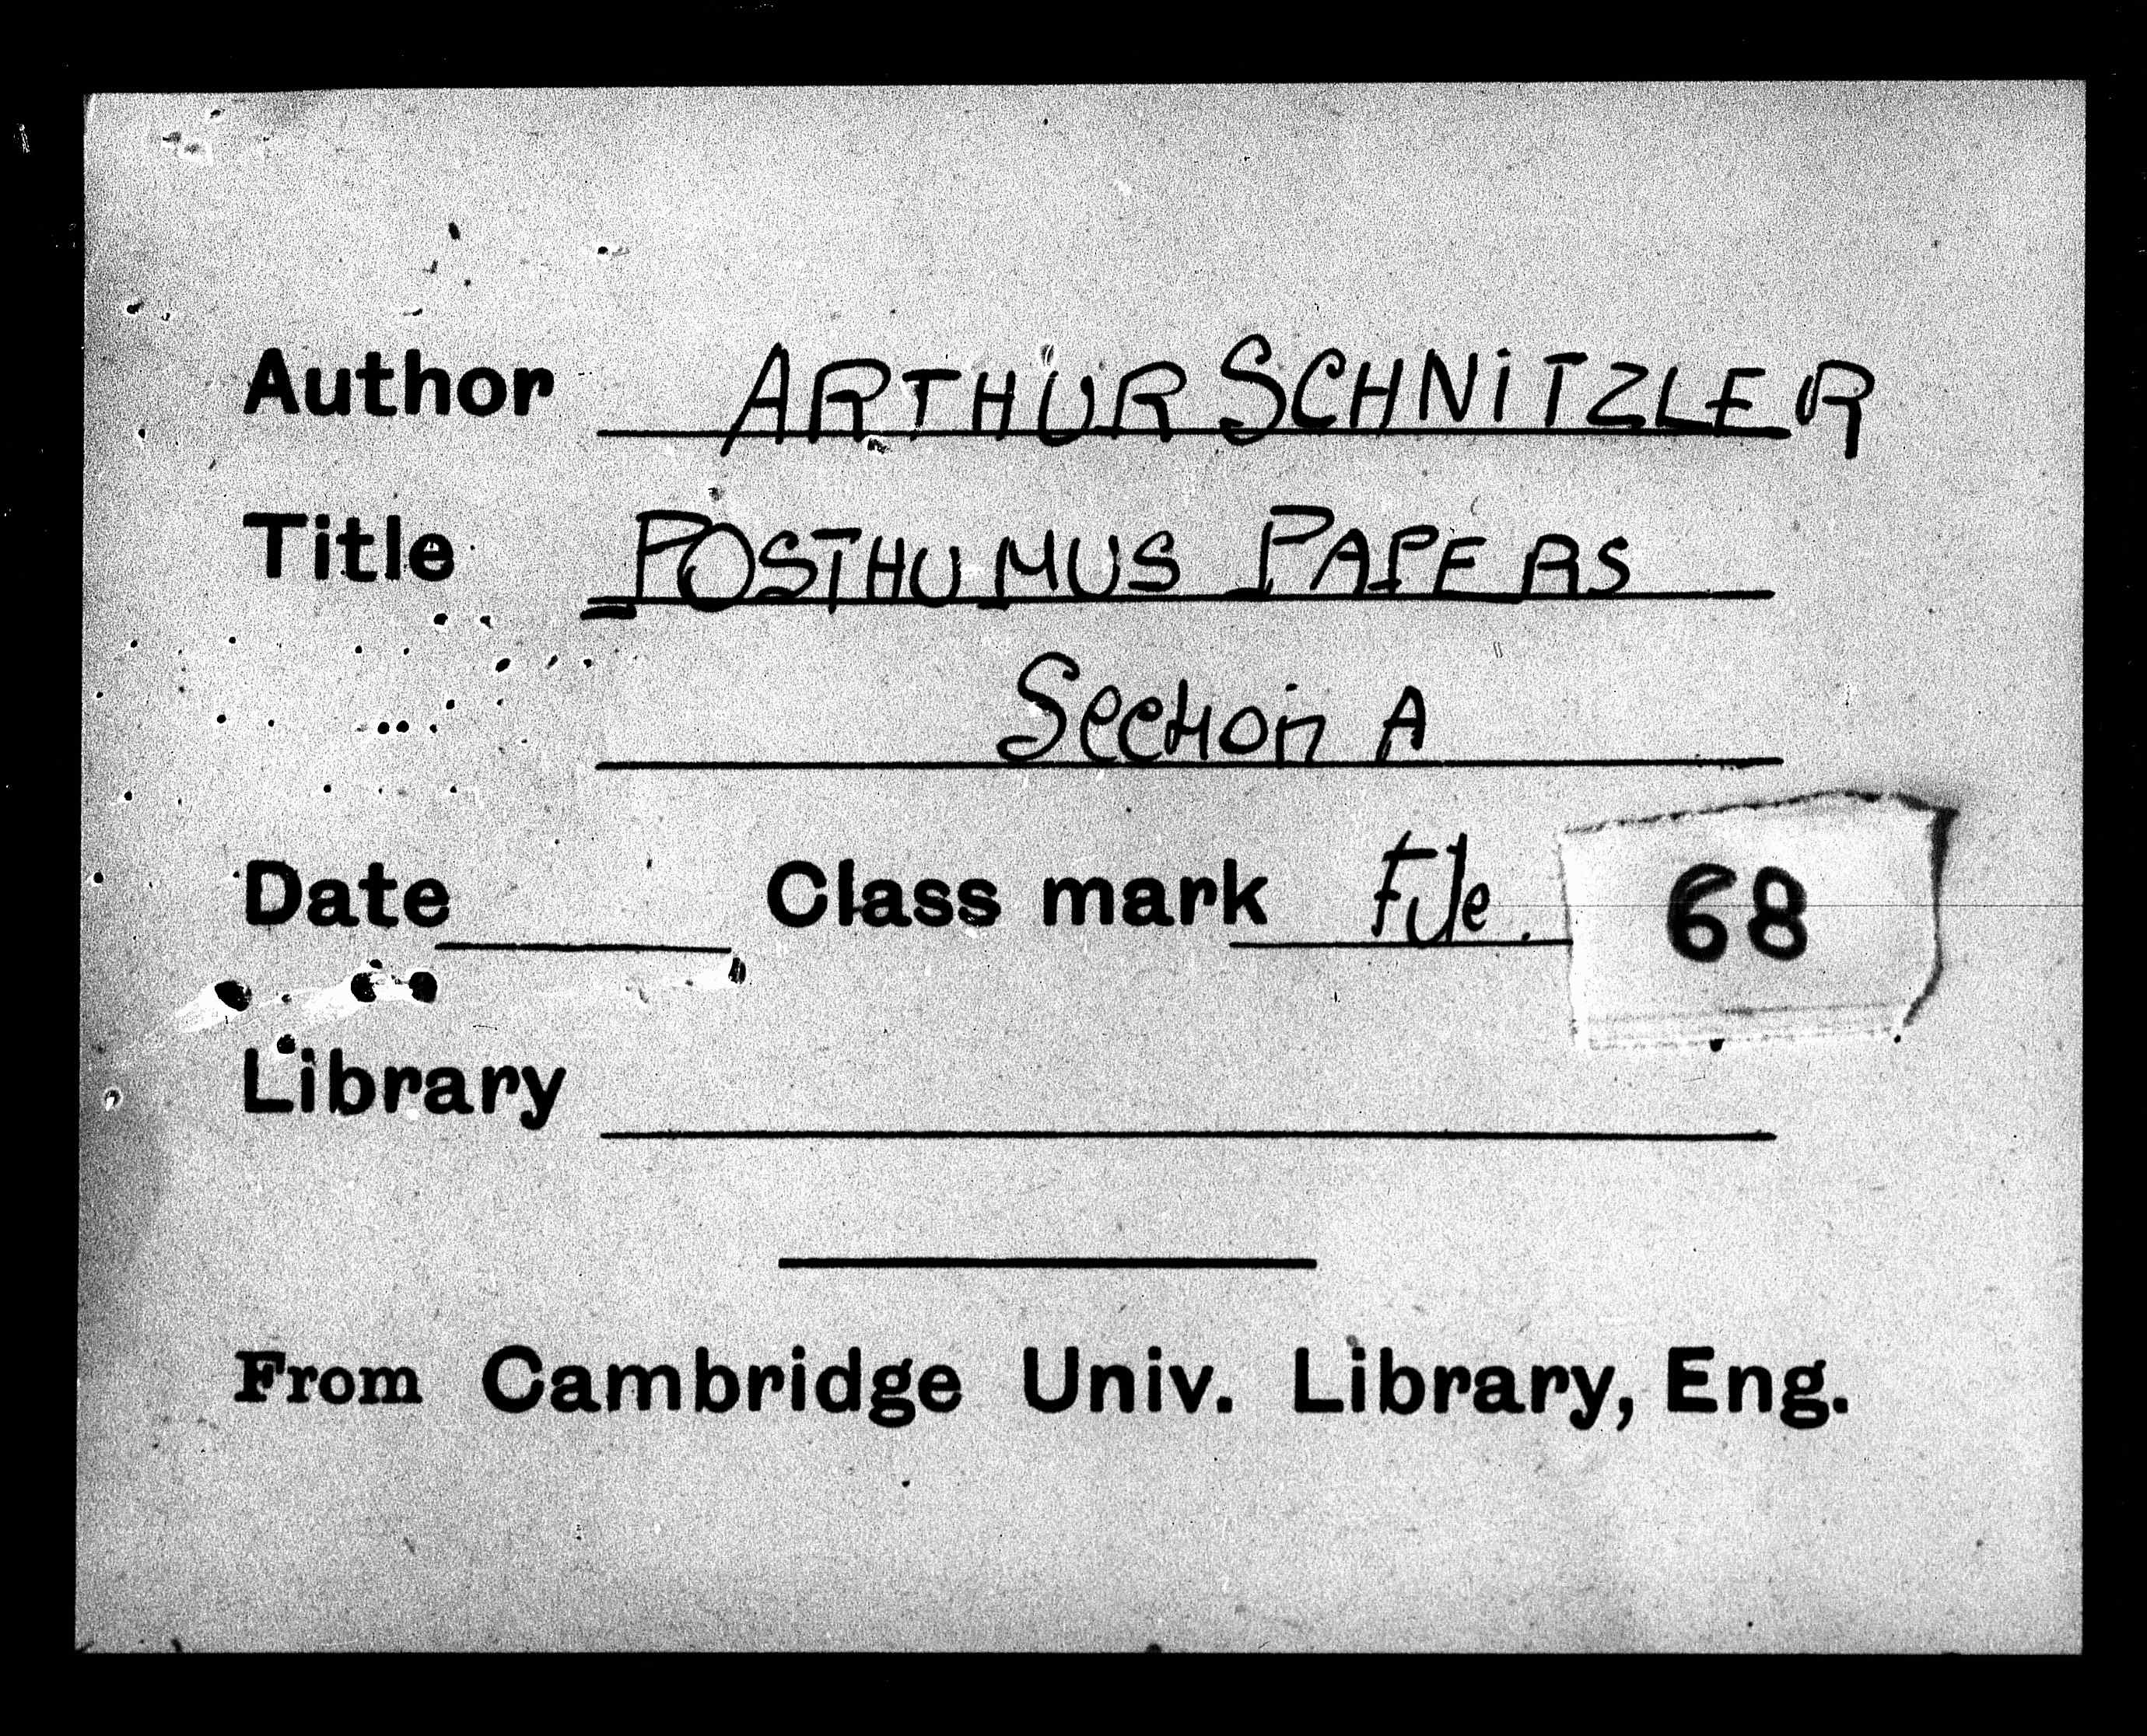 Author ARTHUR SCHNiTZLER
Title POSTHUMUS PAPERS
Section A
Date Class mark File. 68
Library
From Cambridge Univ. Library, Eng.